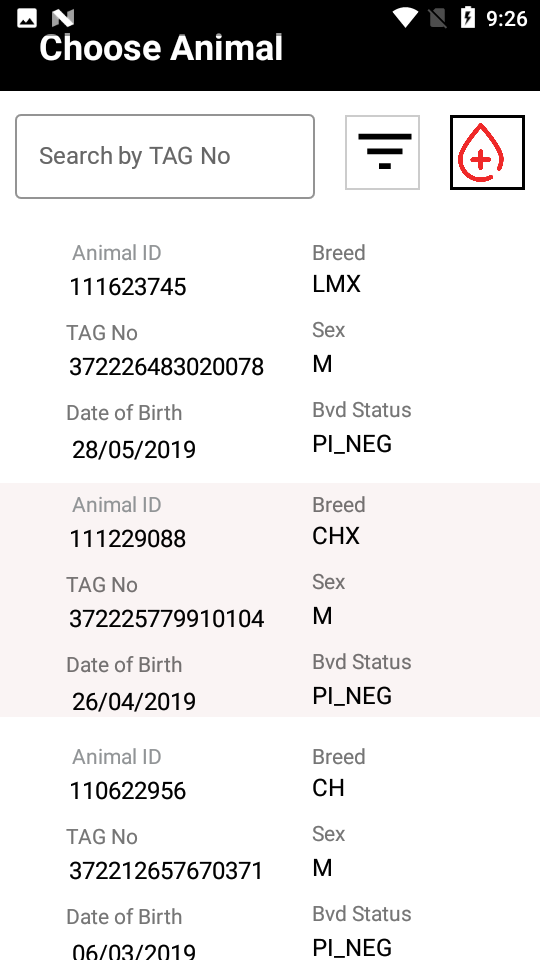 9:26
Choose Animal
Search by TAG No
Animal ID Breed
111623745 LMX
TAG No Sex
372226483020078 M
Date of Birth Bvd Status
28/05/2019 PI_NEG
Animal ID Breed
111229088 CHX
TAG No Sex
372225779910104 M
Date of Birth Bvd Status
26/04/2019 PI_NEG
Animal ID Breed
110622956 CH
TAG No Sex
372212657670371 M
Date of Birth Bvd Status
06/03/2019 PI_NEG